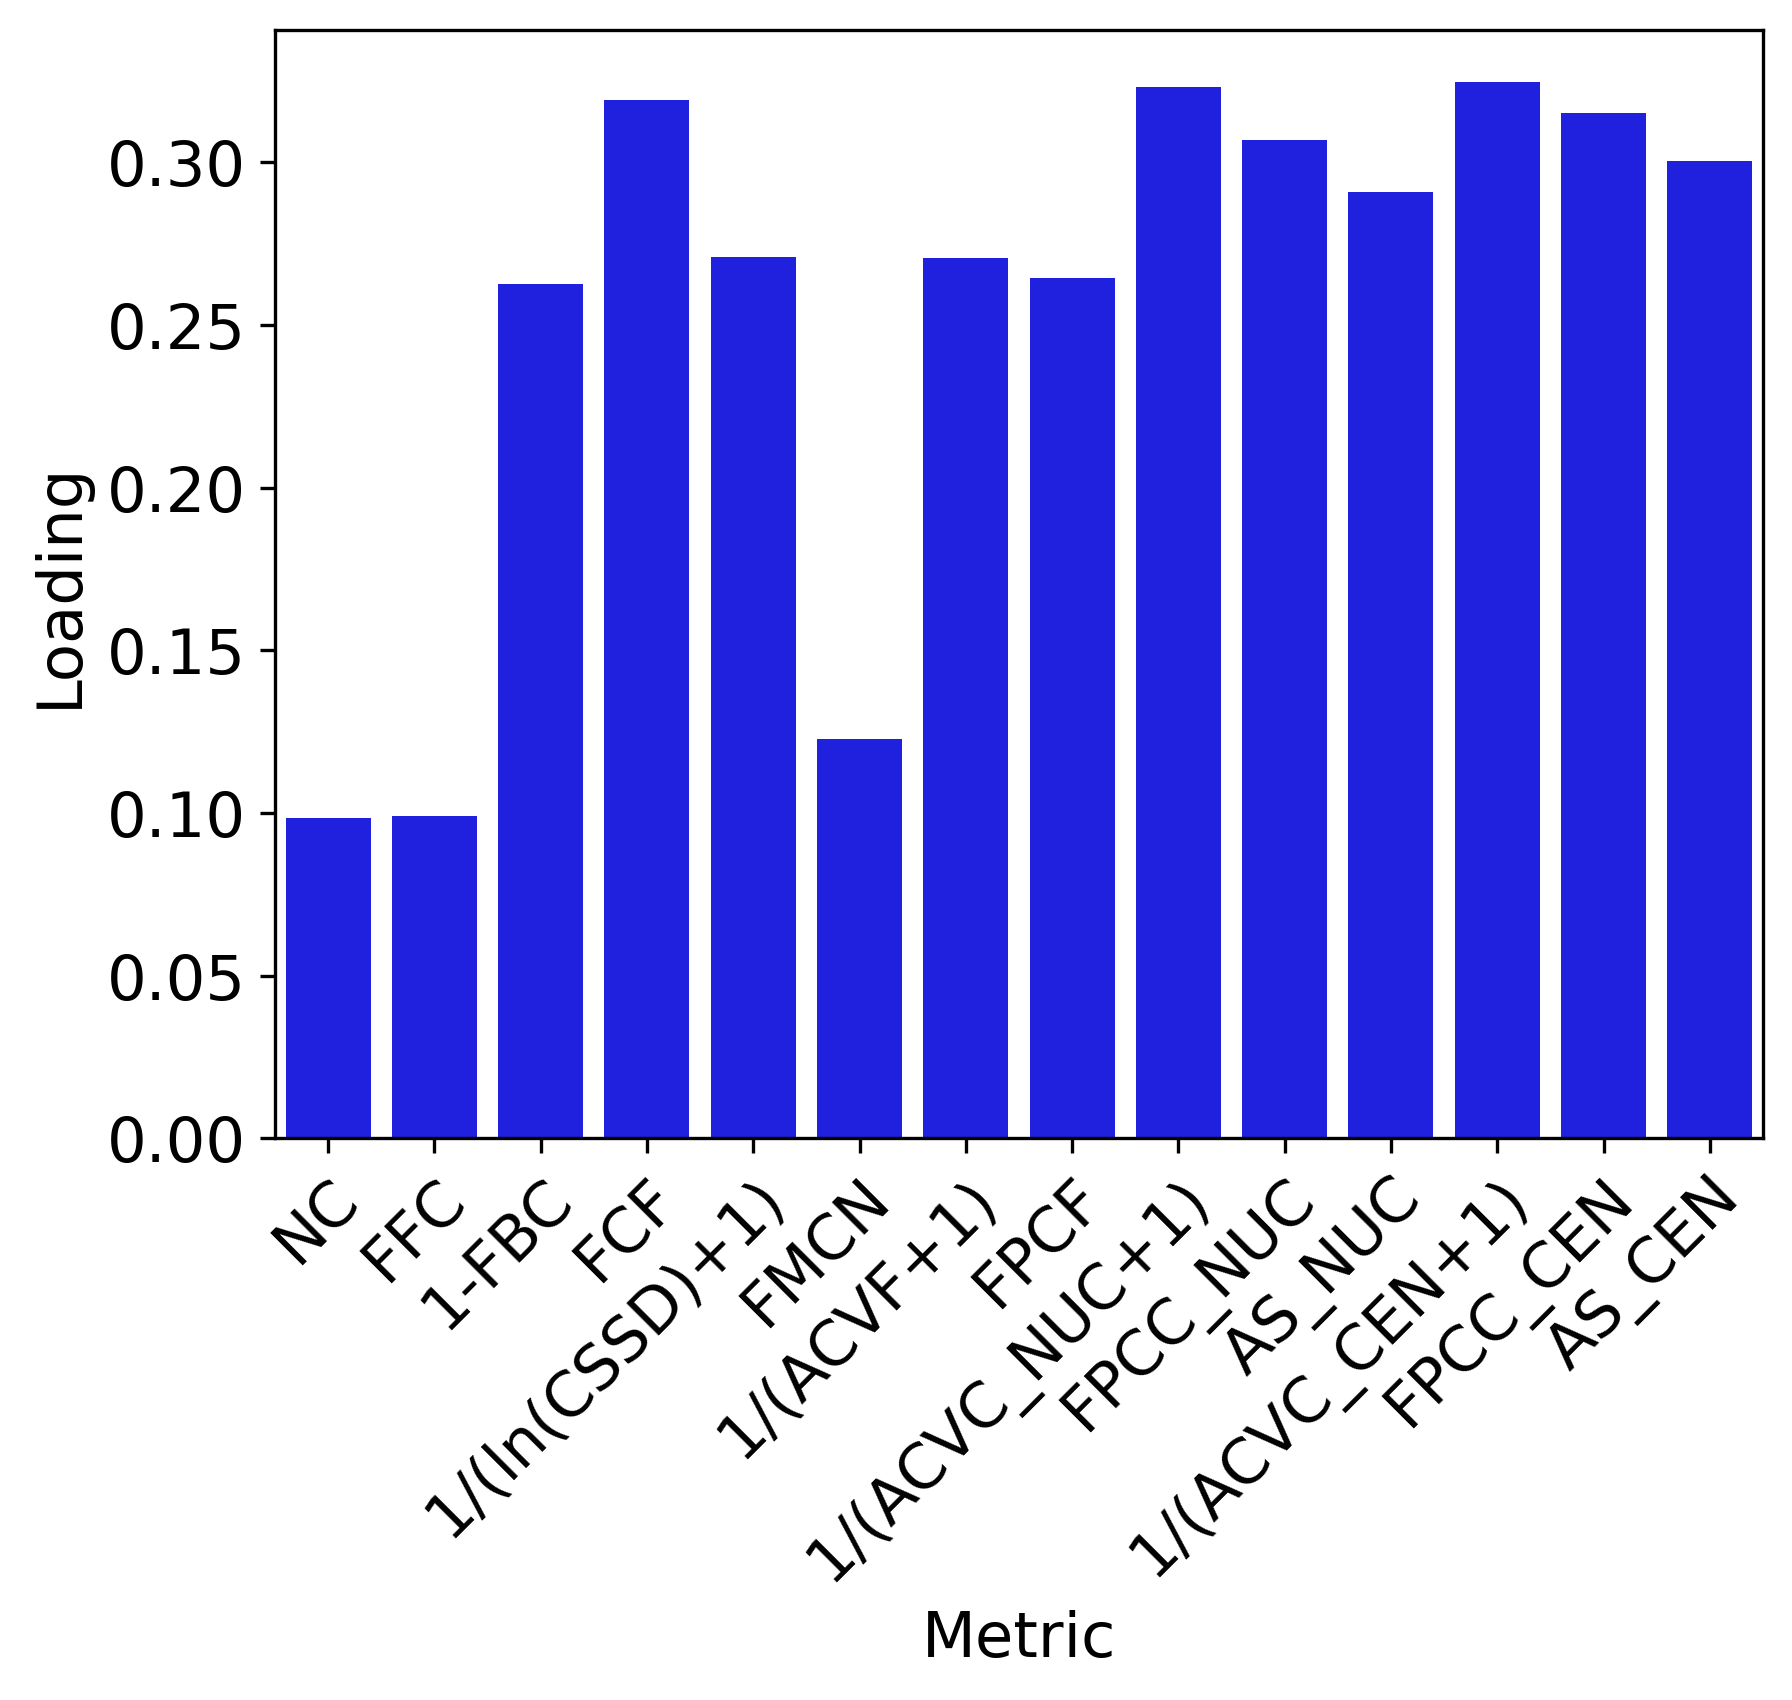 0.30
0.25
0.20
0.15
0.10
0.05
0.00
Loading
NC
FFC
1-FBC
FCF
1/(ln(CSSD)+1)
FMCN
1/(ACVF+1)
FPCF
1/(ACVC_NUC+1)
FPCC_NUC
AS_NUC
1/(ACVC_CEN+1)
FPCC_CEN
AS_CEN
Metric